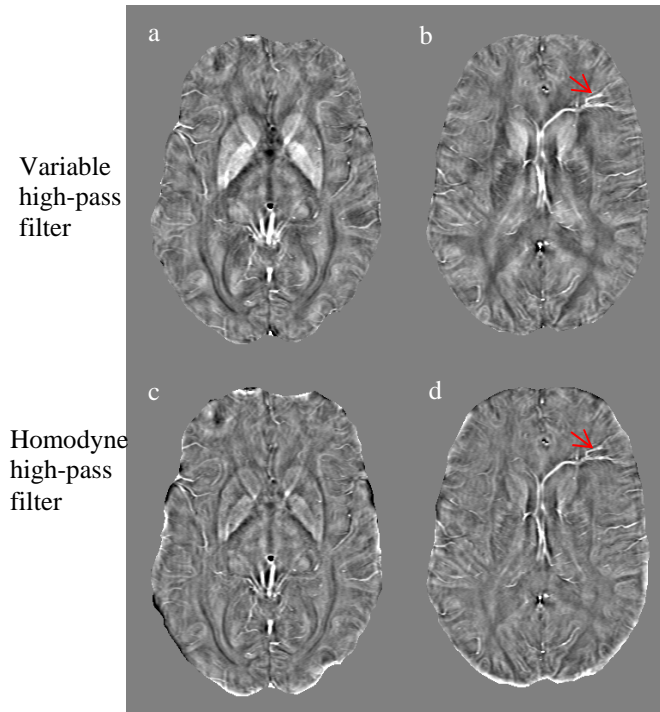 a
b
Variable
high-pass
filter
c
d
Homodyne
high-pass
filter